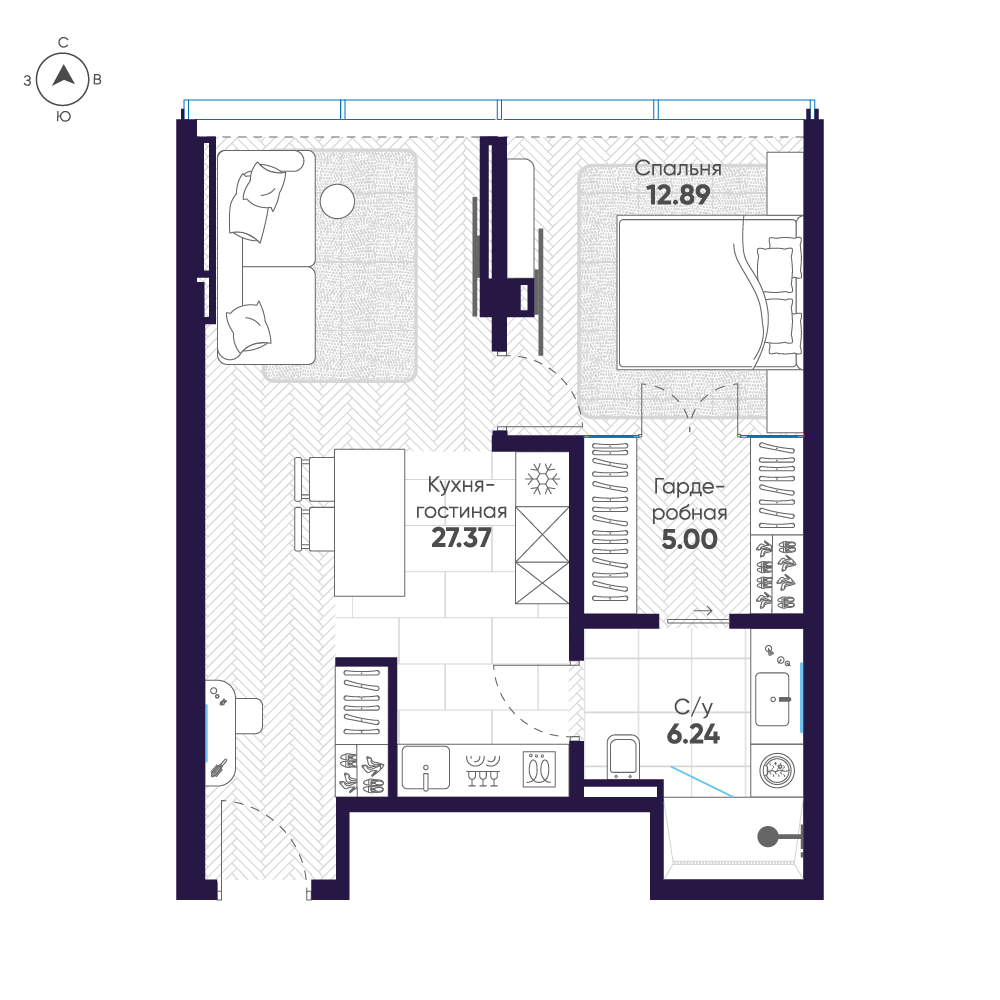 С
З
В
Ю
Спальня
12.89
Кухня-
гостиная
27.37
Гарде-
робная
5.00
С/у
6.24